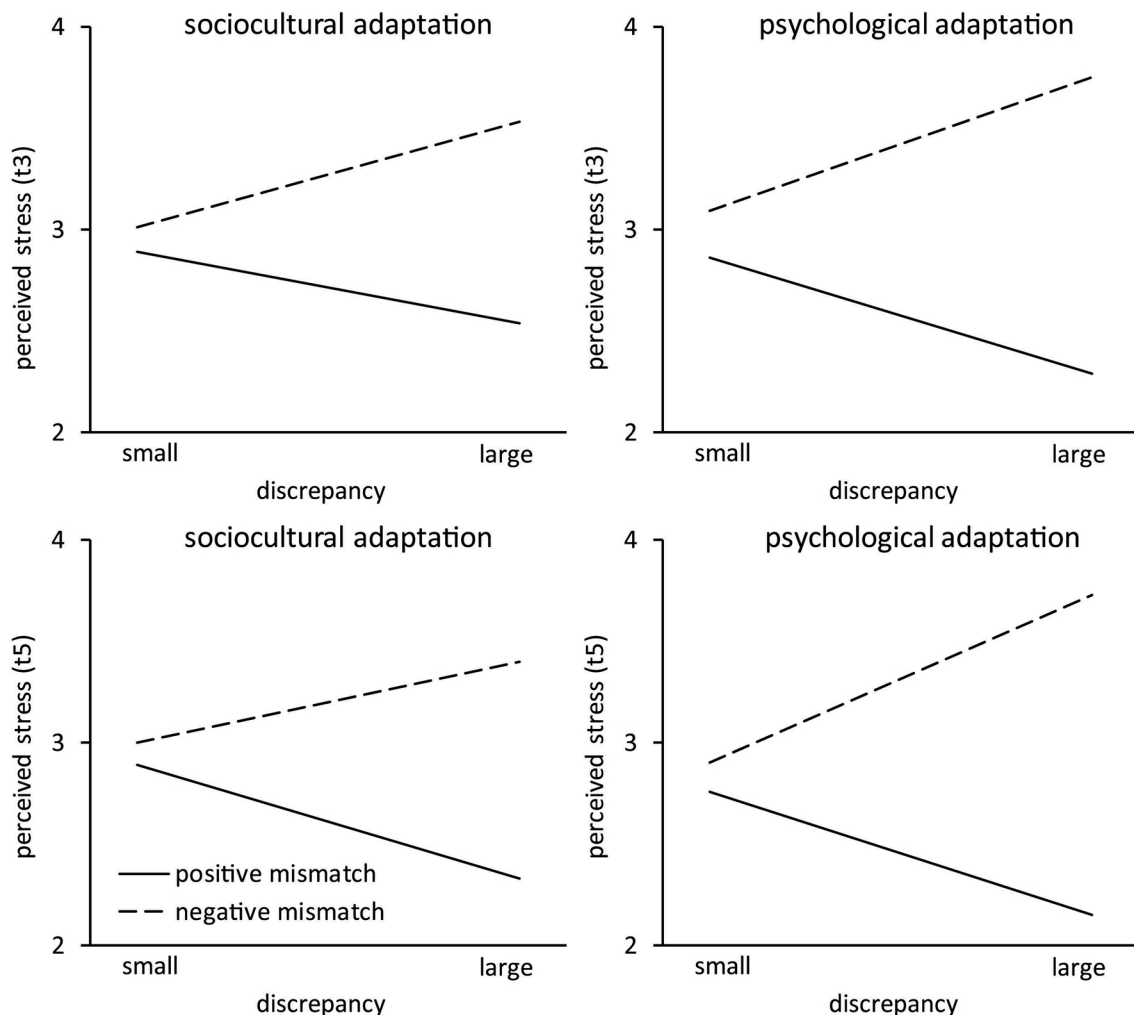 sociocultural adaptation
4
3
2
perceived stress (t3)
small large
discrepancy
psychological adaptation
4
3
2
perceived stress (t3)
small large
discrepancy
sociocultural adaptation
4
3
2
perceived stress (t5)
positive mismatch
negative mismatch
small large
discrepancy
psychological adaptation
4
3
2
perceived stress (t5)
small large
discrepancy